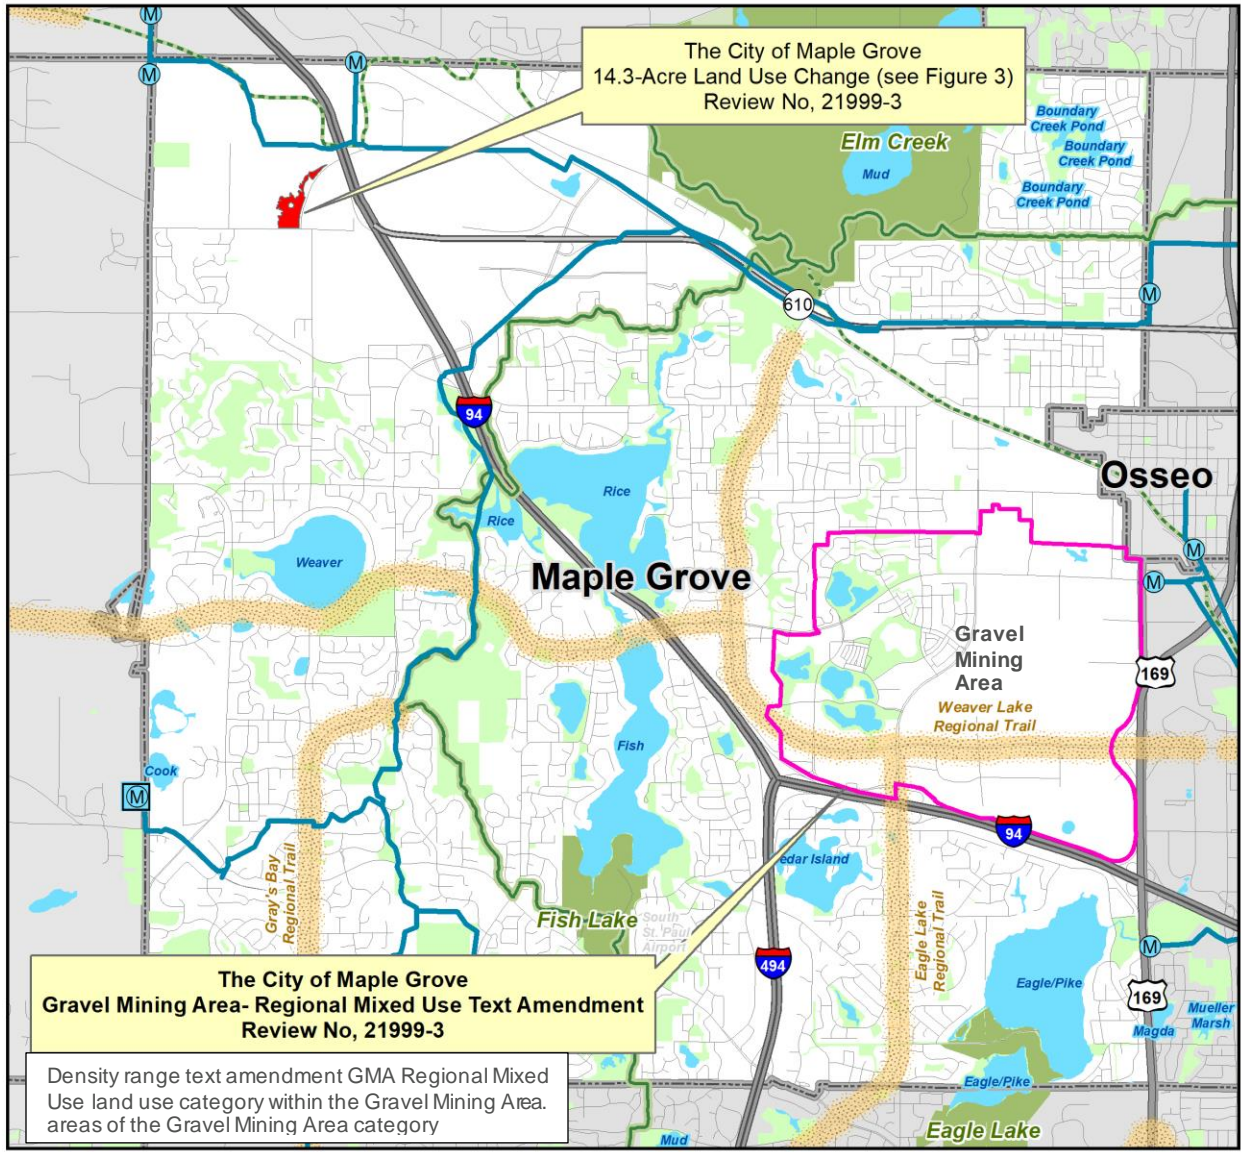 M
M
M
The City of Maple Grove
14.3-Acre Land Use Change (see Figure 3)
Review No, 21999-3
Elm Creek
Mud
Boundary
Creek Pond
Boundary
Creek Pond
Boundary
Creek Pond
M
610
94
Osseo
Rice
Rice
Weaver
Maple Grove
M
M
Gravel
Mining
Area
169
Weaver Lake
Regional Trail
Fish
Cook
M
94
edar Island
Gray's Bay
Regional Trail
Fish Lake
South
St. Paul
Airport
Eagle Lake
Regional Trail
494
M
Eagle/Pike
169
Mueller
Marsh
Magda
The City of Maple Grove
Gravel Mining Area- Regional Mixed Use Text Amendment
Review No, 21999-3
Density range text amendment GMA Regional Mixed
Use land use category within the Gravel Mining Area.
areas of the Gravel Mining Area category
Eagle/Pike
Eagle Lake
Mud